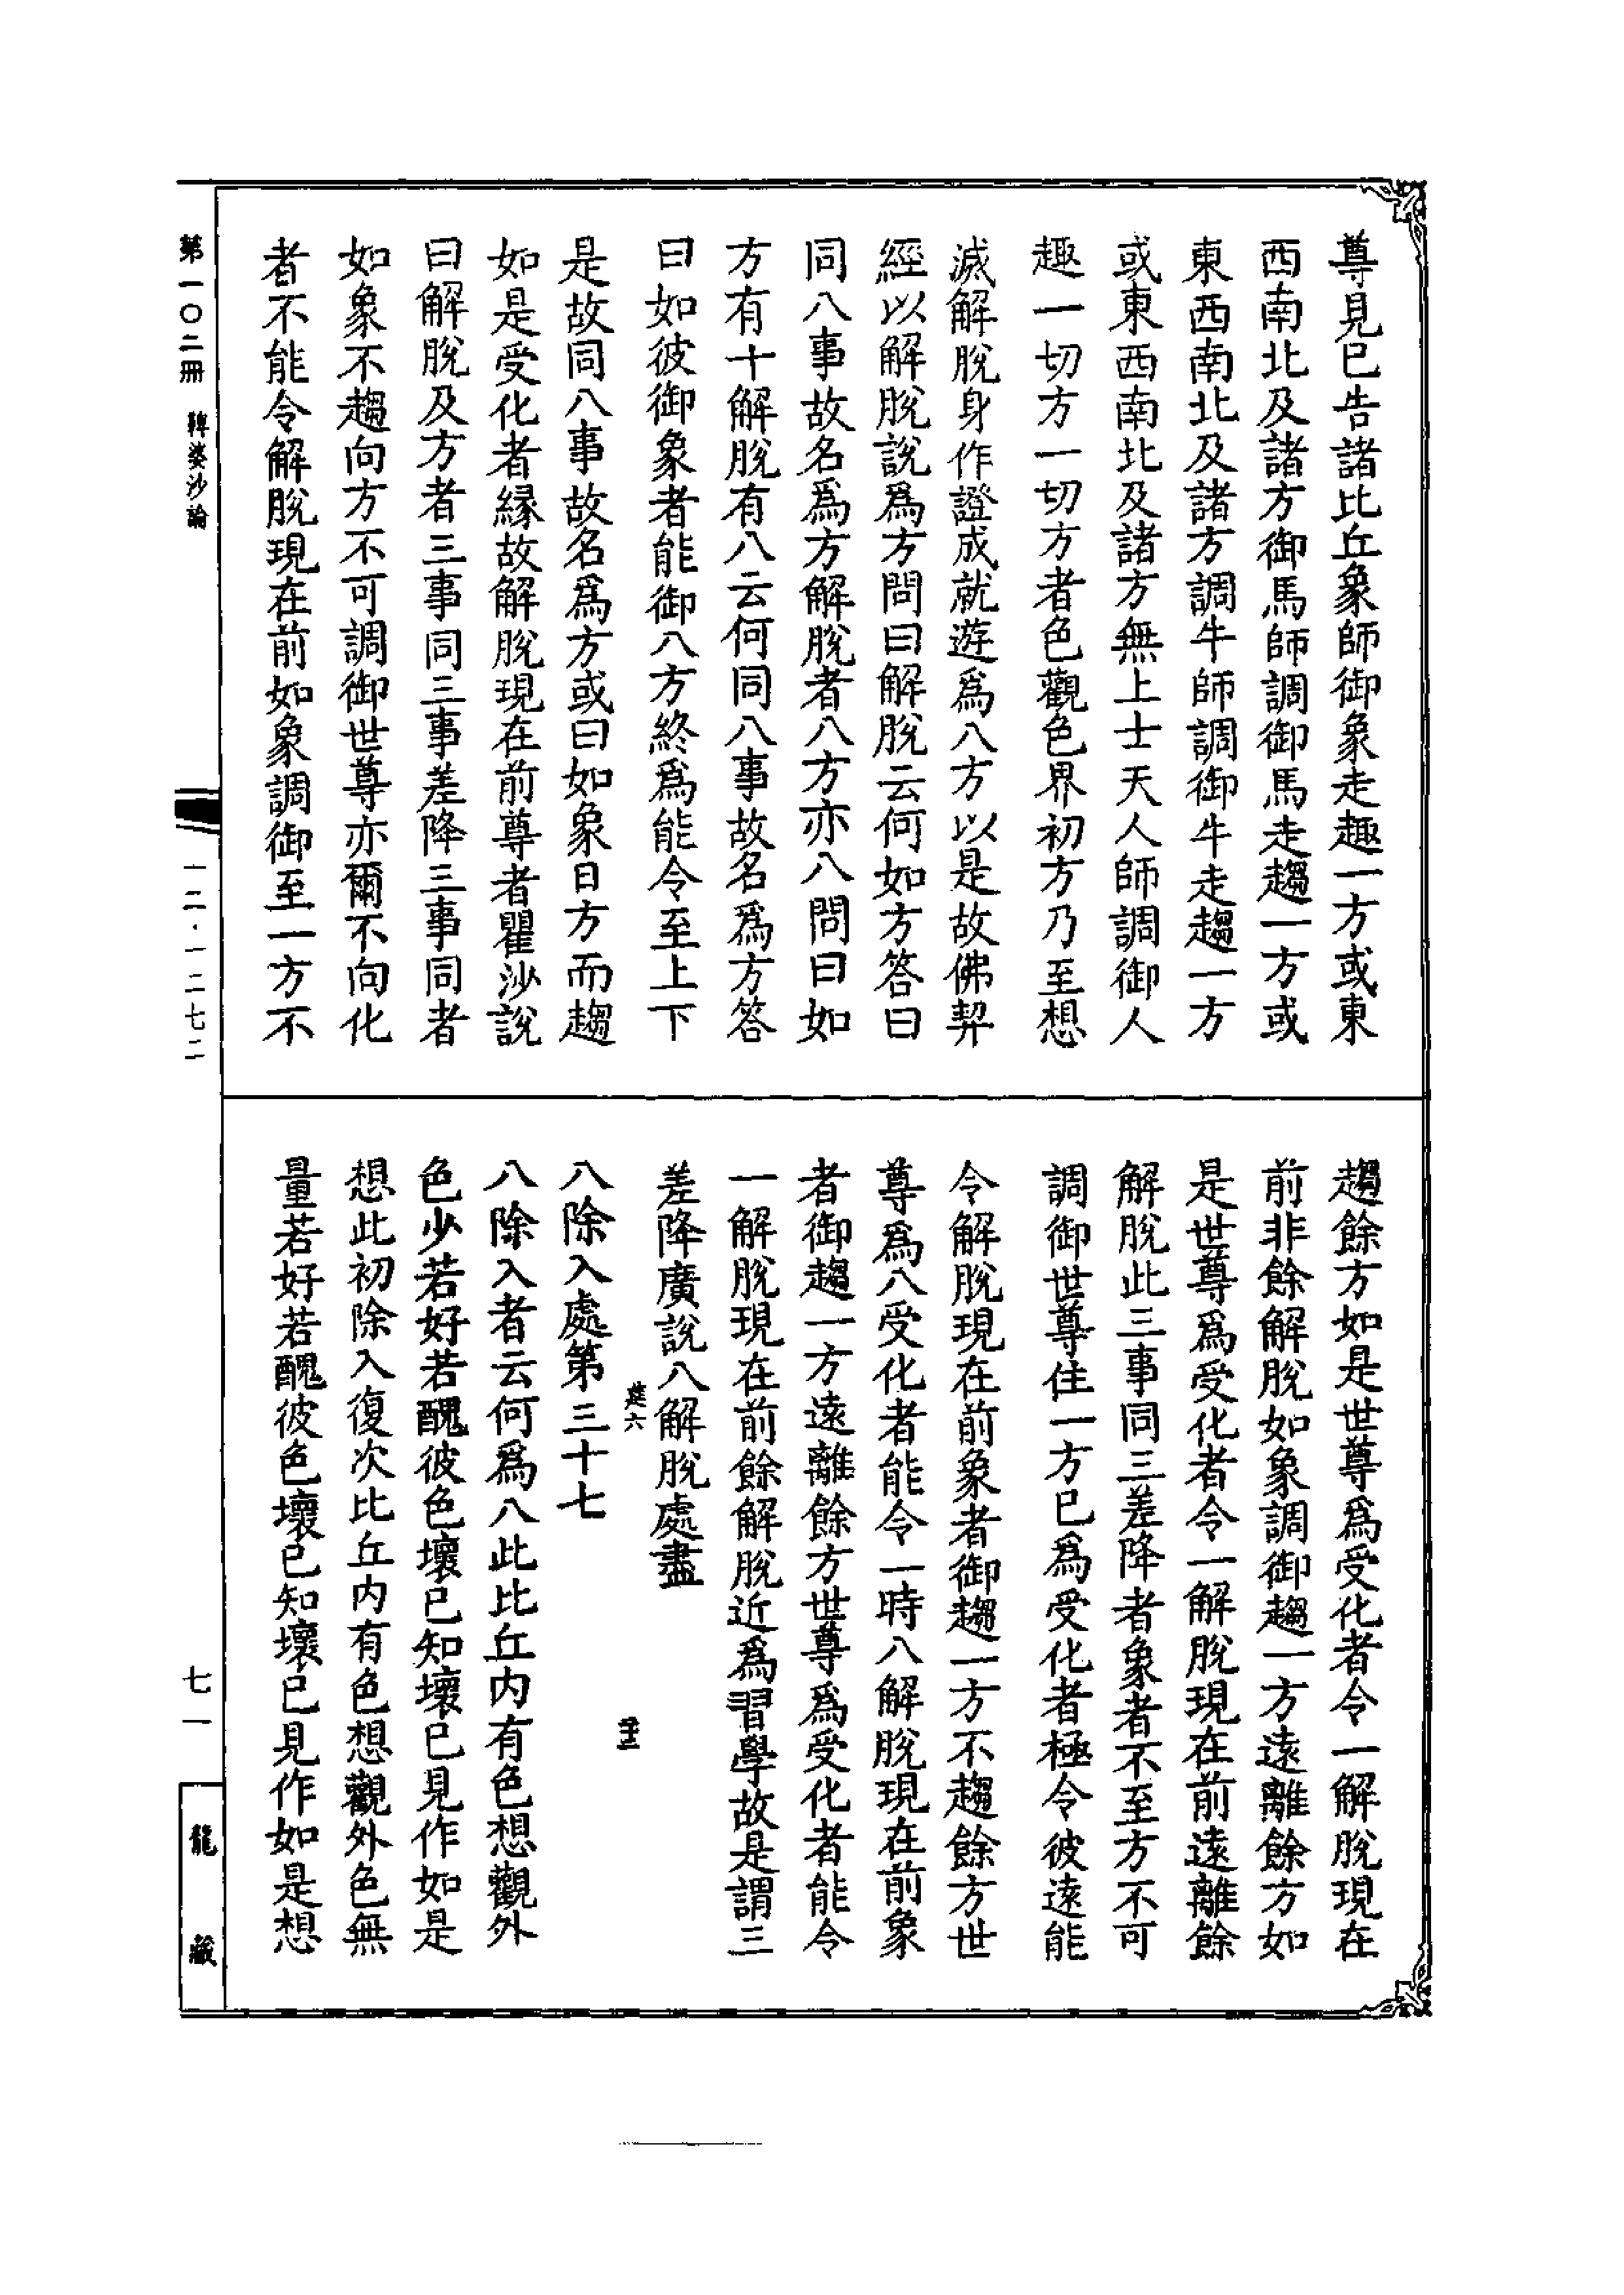 尊見已告諸比丘象師御象走趣一方或東
西南北及諸方御馬師調御馬走趨一方或
東西南北及諸方調牛師調御牛走趨一方
或東西南北及諸方無上士天人師調御人
趣一切方一切方者色觀色界初方乃至想
滅解脫身作證成就遊爲八方以是故佛契
經以解脫說爲方問曰解脫云何如方答曰
同八事故名爲方解脫者八方亦八問曰如
方有十解脫有八云何同八事故名爲方答
曰如彼御象者能御八方終爲能令至上下
是故同八事故名爲方或曰如象日方而趨
如是受化者緣故解脫現在前尊者瞿沙說
曰解脫及方者三事同三事差降三事同者
如象不趨向方不可調御世尊亦爾不向化
者不能令解脫現在前如象調御至一方不
趨餘方如是世尊爲受化者令一解脫現在
前非餘解脫如象調御趨一方遠離餘方如
是世尊爲受化者令一解脫現在前遠離餘
解脫此三事同三差降者象者不至方不可
調御世尊住一方已爲受化者極令彼遠能
令解脫現在前象者御趨一方不趨餘方世
尊爲八受化者能令一時八解脫現在前象
者御趨一方遠離餘方世尊爲受化者能令
一解脫現在前餘解脫近爲習學故是謂三
差降廣說八解脫處盡
八除入處第三十七
八除入者云何爲八此比丘内有色想觀外
色少若好若醜彼色壞已知壞已見作如是
想此初除入復次比丘内有色想觀外色無
量若好若醜彼色壞已知壞已見作如是想
第一〇二冊 鞞婆沙論
一二·一二七二
七一
龍藏